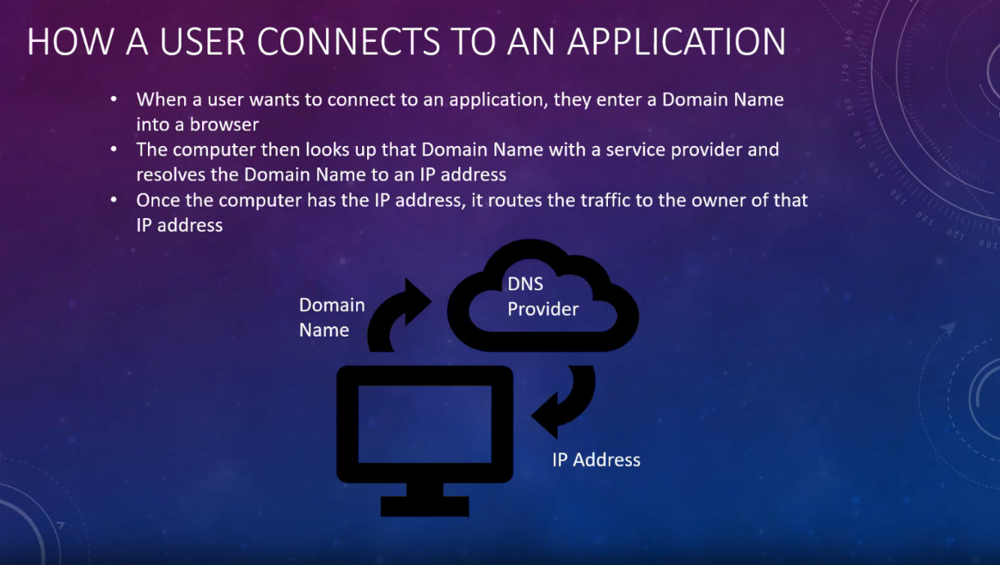 HOW A USER CONNECTS TO AN APPLICATION
• When a user wants to connect to an application, they enter a Domain Name
into a browser
• The computer then looks up that Domain Name with a service provider and
resolves the Domain Name to an IP address
• Once the computer has the IP address, it routes the traffic to the owner of that
IP address
DNS
Provider
Domain
Name
IP Address